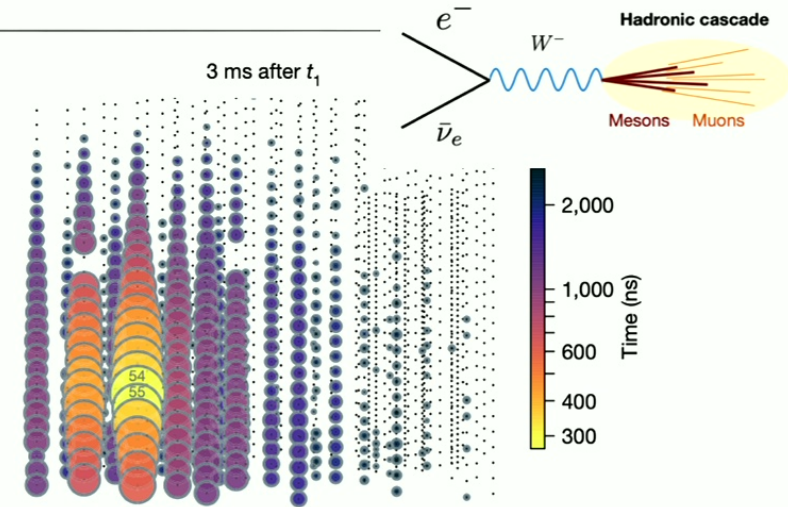 e⁻
W⁻
Hadronic cascade
3 ms after t₁
Mesons Muons
ν̄ₑ
2,000
1,000
600
400
300
Time (ns)
54
55